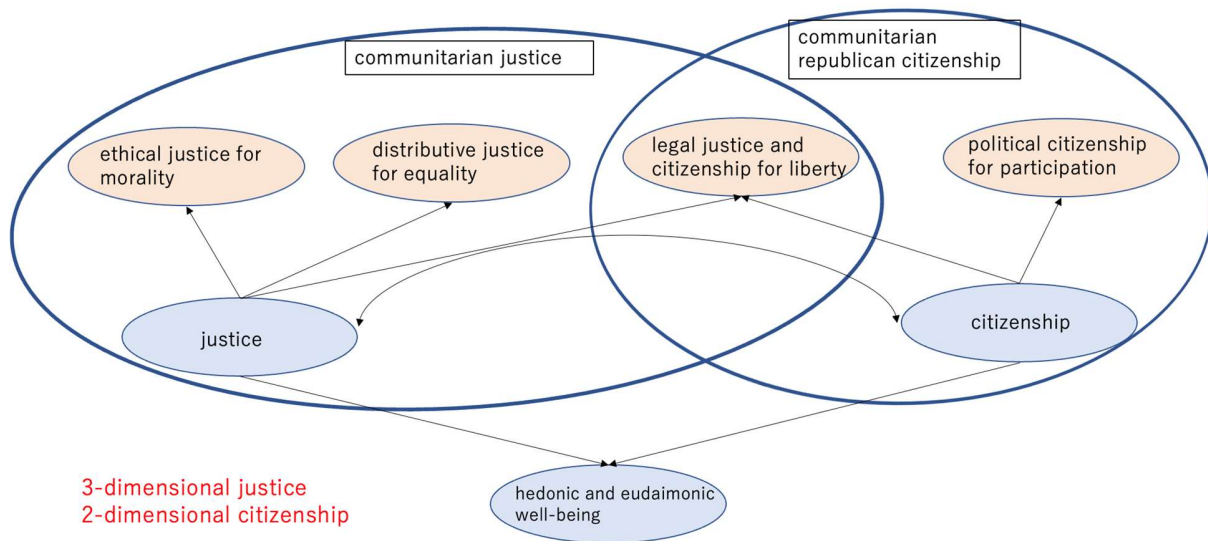 communitarian justice
communitarian
republican citizenship
ethical justice for
morality
distributive justice
for equality
legal justice and
citizenship for liberty
political citizenship
for participation
justice
citizenship
hedonic and eudaimonic
well-being
3-dimensional justice
2-dimensional citizenship